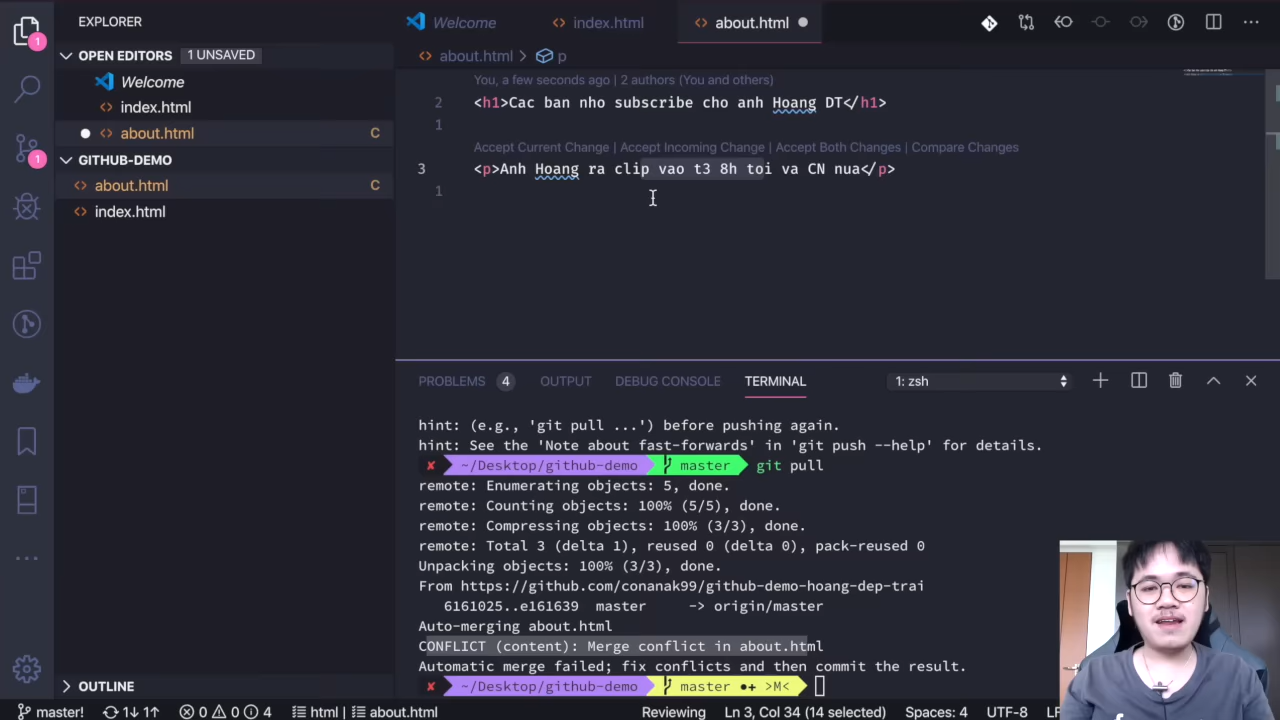 EXPLORER
OPEN EDITORS 1 UNSAVED
Welcome
index.html
about.html C
GITHUB-DEMO
about.html C
index.html
OUTLINE
1
1
Welcome index.html about.html
about.html > p
You, a few seconds ago | 2 authors (You and others)
2 <h1>Cac ban nho subscribe cho anh Hoang DT</h1>
1
Accept Current Change | Accept Incoming Change | Accept Both Changes | Compare Changes
3 <p>Anh Hoang ra clip vao t3 8h toi va CN nua</p>
1
PROBLEMS 4 OUTPUT DEBUG CONSOLE TERMINAL 1: zsh
hint: (e.g., 'git pull ...') before pushing again.
hint: See the 'Note about fast-forwards' in 'git push --help' for details.
✘ ~/Desktop/github-demo master git pull
remote: Enumerating objects: 5, done.
remote: Counting objects: 100% (5/5), done.
remote: Compressing objects: 100% (3/3), done.
remote: Total 3 (delta 1), reused 0 (delta 0), pack-reused 0
Unpacking objects: 100% (3/3), done.
From https://github.com/conanak99/github-demo-hoang-dep-trai
6161025..e161639 master -> origin/master
Auto-merging about.html
CONFLICT (content): Merge conflict in about.html
Automatic merge failed; fix conflicts and then commit the result.
✘ ~/Desktop/github-demo master ●+ >M<
master! 1↓ 1↑ 0 0 4 html | about.html Reviewing Ln 3, Col 34 (14 selected) Spaces: 4 UTF-8 LF